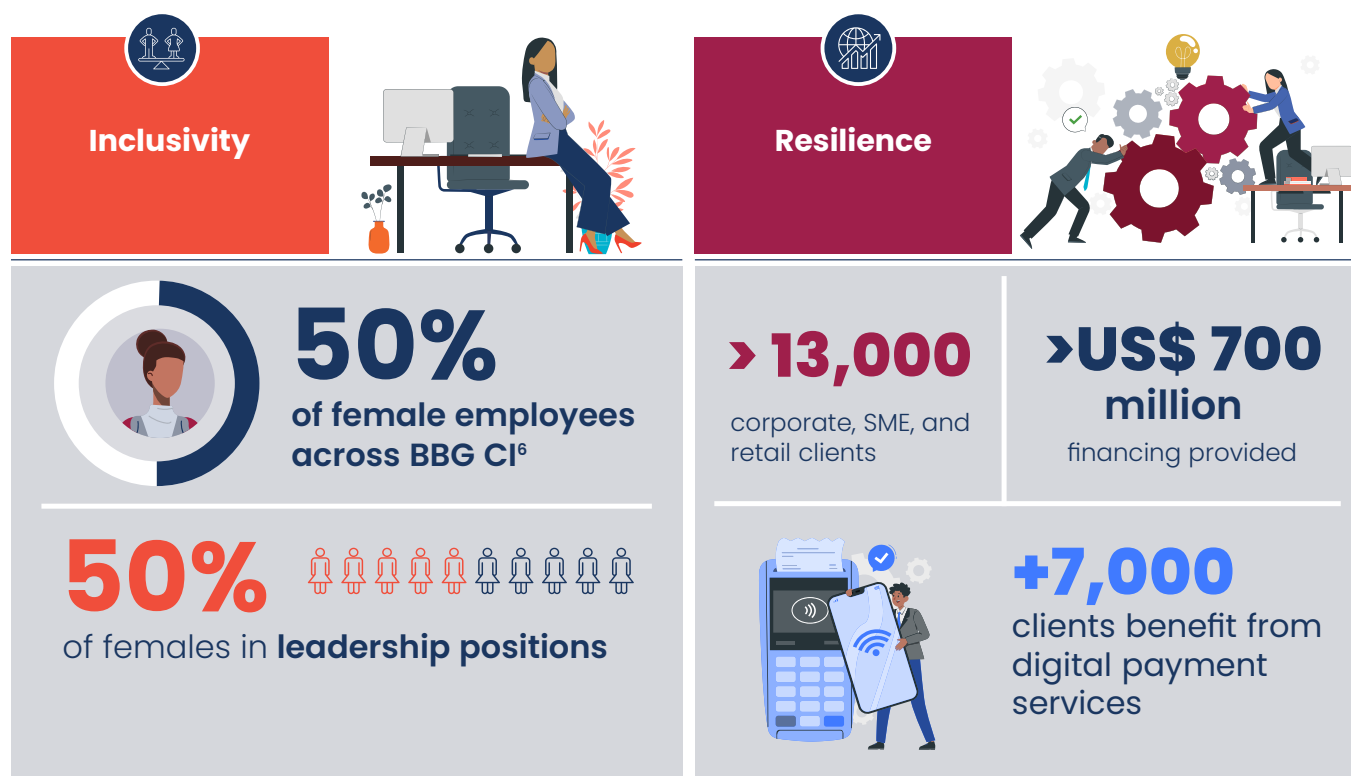 Inclusivity
50%
of female employees
across BBG CI⁶
50%
of females in leadership positions
Resilience
> 13,000
corporate, SME, and
retail clients
>US$ 700
million
financing provided
+7,000
clients benefit from
digital payment
services